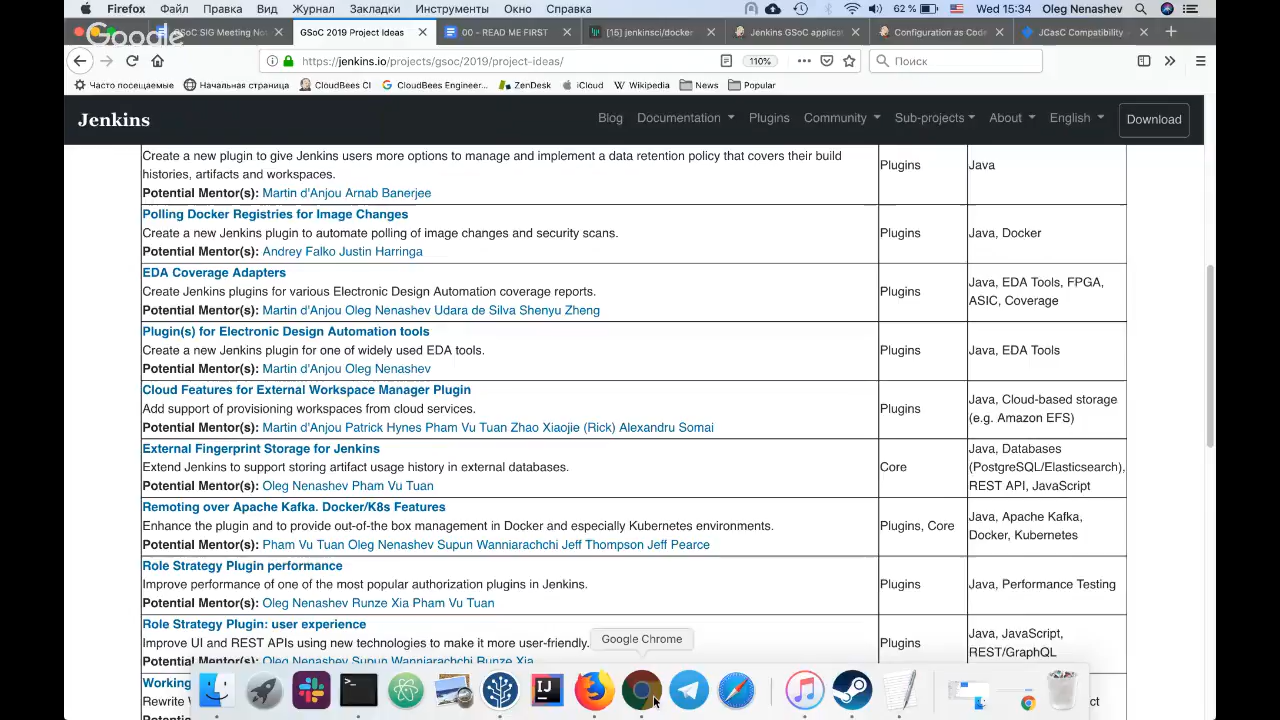 Firefox Файл Правка Вид Журнал Закладки Инструменты Окно Справка 62 % Wed 15:34 Oleg Nenashev
Google
GSoC SIG Meeting No
GSoC 2019 Project Ideas
00 - READ ME FIRST
[15] jenkinsci/docker
Jenkins GSoC applica
Configuration as Code
JCasC Compatibility -
https://jenkins.io/projects/gsoc/2019/project-ideas/
110%
Поиск
Часто посещаемые Начальная страница CloudBees CI CloudBees Engineer... ZenDesk iCloud Wikipedia News Popular
Jenkins
Blog Documentation Plugins Community Sub-projects About English Download
Create a new plugin to give Jenkins users more options to manage and implement a data retention policy that covers their build
histories, artifacts and workspaces.
Potential Mentor(s): Martin d'Anjou Arnab Banerjee
Plugins
Java
Polling Docker Registries for Image Changes
Create a new Jenkins plugin to automate polling of image changes and security scans.
Potential Mentor(s): Andrey Falko Justin Harringa
Plugins
Java, Docker
EDA Coverage Adapters
Create Jenkins plugins for various Electronic Design Automation coverage reports.
Potential Mentor(s): Martin d'Anjou Oleg Nenashev Udara de Silva Shenyu Zheng
Plugins
Java, EDA Tools, FPGA,
ASIC, Coverage
Plugin(s) for Electronic Design Automation tools
Create a new Jenkins plugin for one of widely used EDA tools.
Potential Mentor(s): Martin d'Anjou Oleg Nenashev
Plugins
Java, EDA Tools
Cloud Features for External Workspace Manager Plugin
Add support of provisioning workspaces from cloud services.
Potential Mentor(s): Martin d'Anjou Patrick Hynes Pham Vu Tuan Zhao Xiaojie (Rick) Alexandru Somai
Plugins
Java, Cloud-based storage
(e.g. Amazon EFS)
External Fingerprint Storage for Jenkins
Extend Jenkins to support storing artifact usage history in external databases.
Potential Mentor(s): Oleg Nenashev Pham Vu Tuan
Core
Java, Databases
(PostgreSQL/Elasticsearch),
REST API, JavaScript
Remoting over Apache Kafka. Docker/K8s Features
Enhance the plugin and to provide out-of-the box management in Docker and especially Kubernetes environments.
Potential Mentor(s): Pham Vu Tuan Oleg Nenashev Supun Wanniarachchi Jeff Thompson Jeff Pearce
Plugins, Core
Java, Apache Kafka,
Docker, Kubernetes
Role Strategy Plugin performance
Improve performance of one of the most popular authorization plugins in Jenkins.
Potential Mentor(s): Oleg Nenashev Runze Xia Pham Vu Tuan
Plugins
Java, Performance Testing
Role Strategy Plugin: user experience
Improve UI and REST APIs using new technologies to make it more user-friendly.
Potential Mentor(s): Oleg Nenashev Supun Wanniarachchi Runze Xia
Plugins
Java, JavaScript,
REST/GraphQL
Google Chrome
Working
Rewrite
Poten